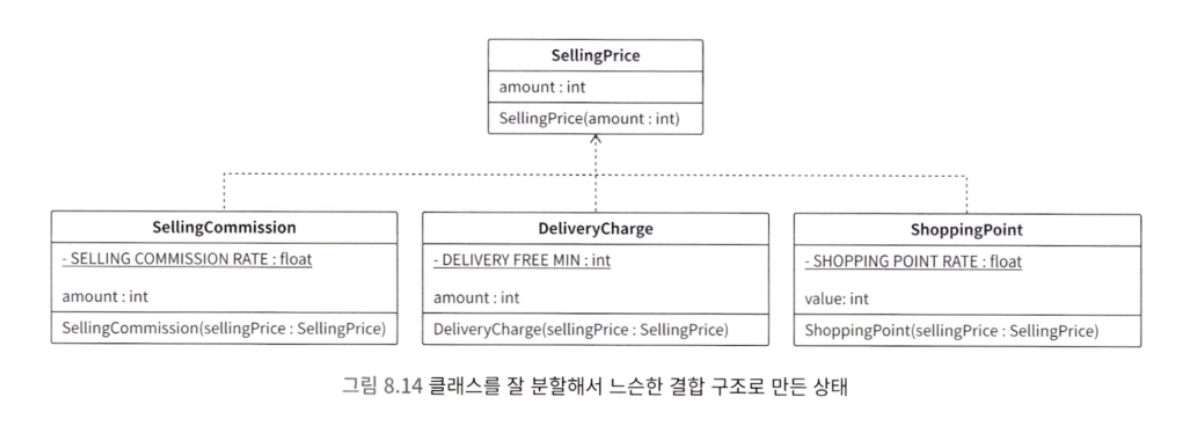 SellingPrice
amount : int
SellingPrice(amount : int)
SellingCommission
- SELLING COMMISSION RATE : float
amount : int
SellingCommission(sellingPrice : SellingPrice)
DeliveryCharge
- DELIVERY FREE MIN : int
amount : int
DeliveryCharge(sellingPrice : SellingPrice)
ShoppingPoint
- SHOPPING POINT RATE : float
value: int
ShoppingPoint(sellingPrice : SellingPrice)
그림 8.14 클래스를 잘 분할해서 느슨한 결합 구조로 만든 상태